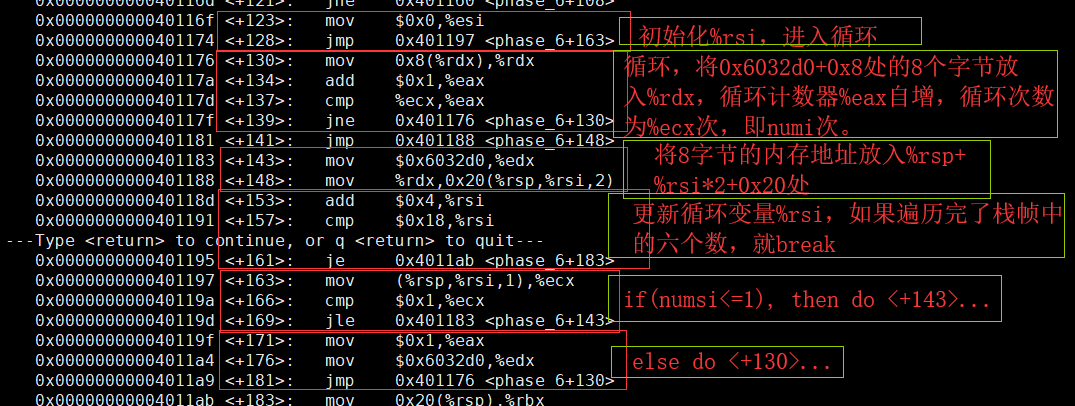 0x000000000040116d <+121>: jne 0x401160 <phase_6+108>
0x000000000040116f <+123>: mov $0x0,%esi
0x0000000000401174 <+128>: jmp 0x401197 <phase_6+163>
初始化%rsi，进入循环
0x0000000000401176 <+130>: mov 0x8(%rdx),%rdx
0x000000000040117a <+134>: add $0x1,%eax
0x000000000040117d <+137>: cmp %ecx,%eax
0x000000000040117f <+139>: jne 0x401176 <phase_6+130>
循环，将0x6032d0+0x8处的8个字节放
入%rdx，循环计数器%eax自增，循环次数
为%ecx次，即numi次。
0x0000000000401181 <+141>: jmp 0x401188 <phase_6+148>
0x0000000000401183 <+143>: mov $0x6032d0,%edx
0x0000000000401188 <+148>: mov %rdx,0x20(%rsp,%rsi,2)
将8字节的内存地址放入%rsp+
%rsi*2+0x20处
0x000000000040118d <+153>: add $0x4,%rsi
0x0000000000401191 <+157>: cmp $0x18,%rsi
---Type <return> to continue, or q <return> to quit---
0x0000000000401195 <+161>: je 0x4011ab <phase_6+183>
更新循环变量%rsi，如果遍历完了栈帧中
的六个数，就break
0x0000000000401197 <+163>: mov (%rsp,%rsi,1),%ecx
0x000000000040119a <+166>: cmp $0x1,%ecx
0x000000000040119d <+169>: jle 0x401183 <phase_6+143>
if(numsi<=1), then do <+143>...
0x000000000040119f <+171>: mov $0x1,%eax
0x00000000004011a4 <+176>: mov $0x6032d0,%edx
0x00000000004011a9 <+181>: jmp 0x401176 <phase_6+130>
else do <+130>...
0x00000000004011ab <+183>: mov 0x20(%rsp),%rbx